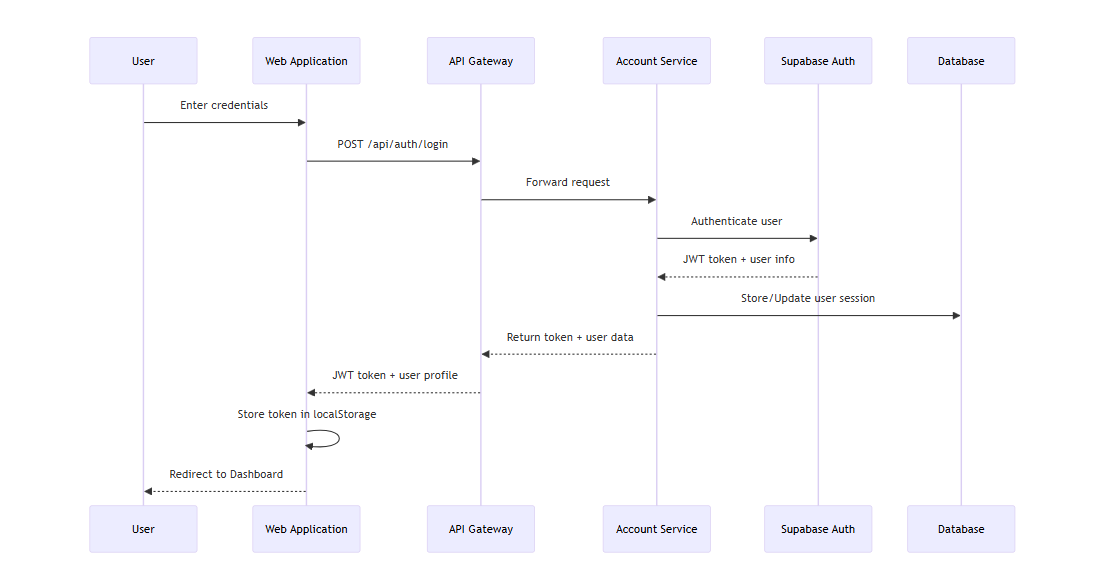 User
Web Application
API Gateway
Account Service
Supabase Auth
Database
Enter credentials
POST /api/auth/login
Forward request
Authenticate user
JWT token + user info
Store/Update user session
Return token + user data
JWT token + user profile
Store token in localStorage
Redirect to Dashboard
User
Web Application
API Gateway
Account Service
Supabase Auth
Database